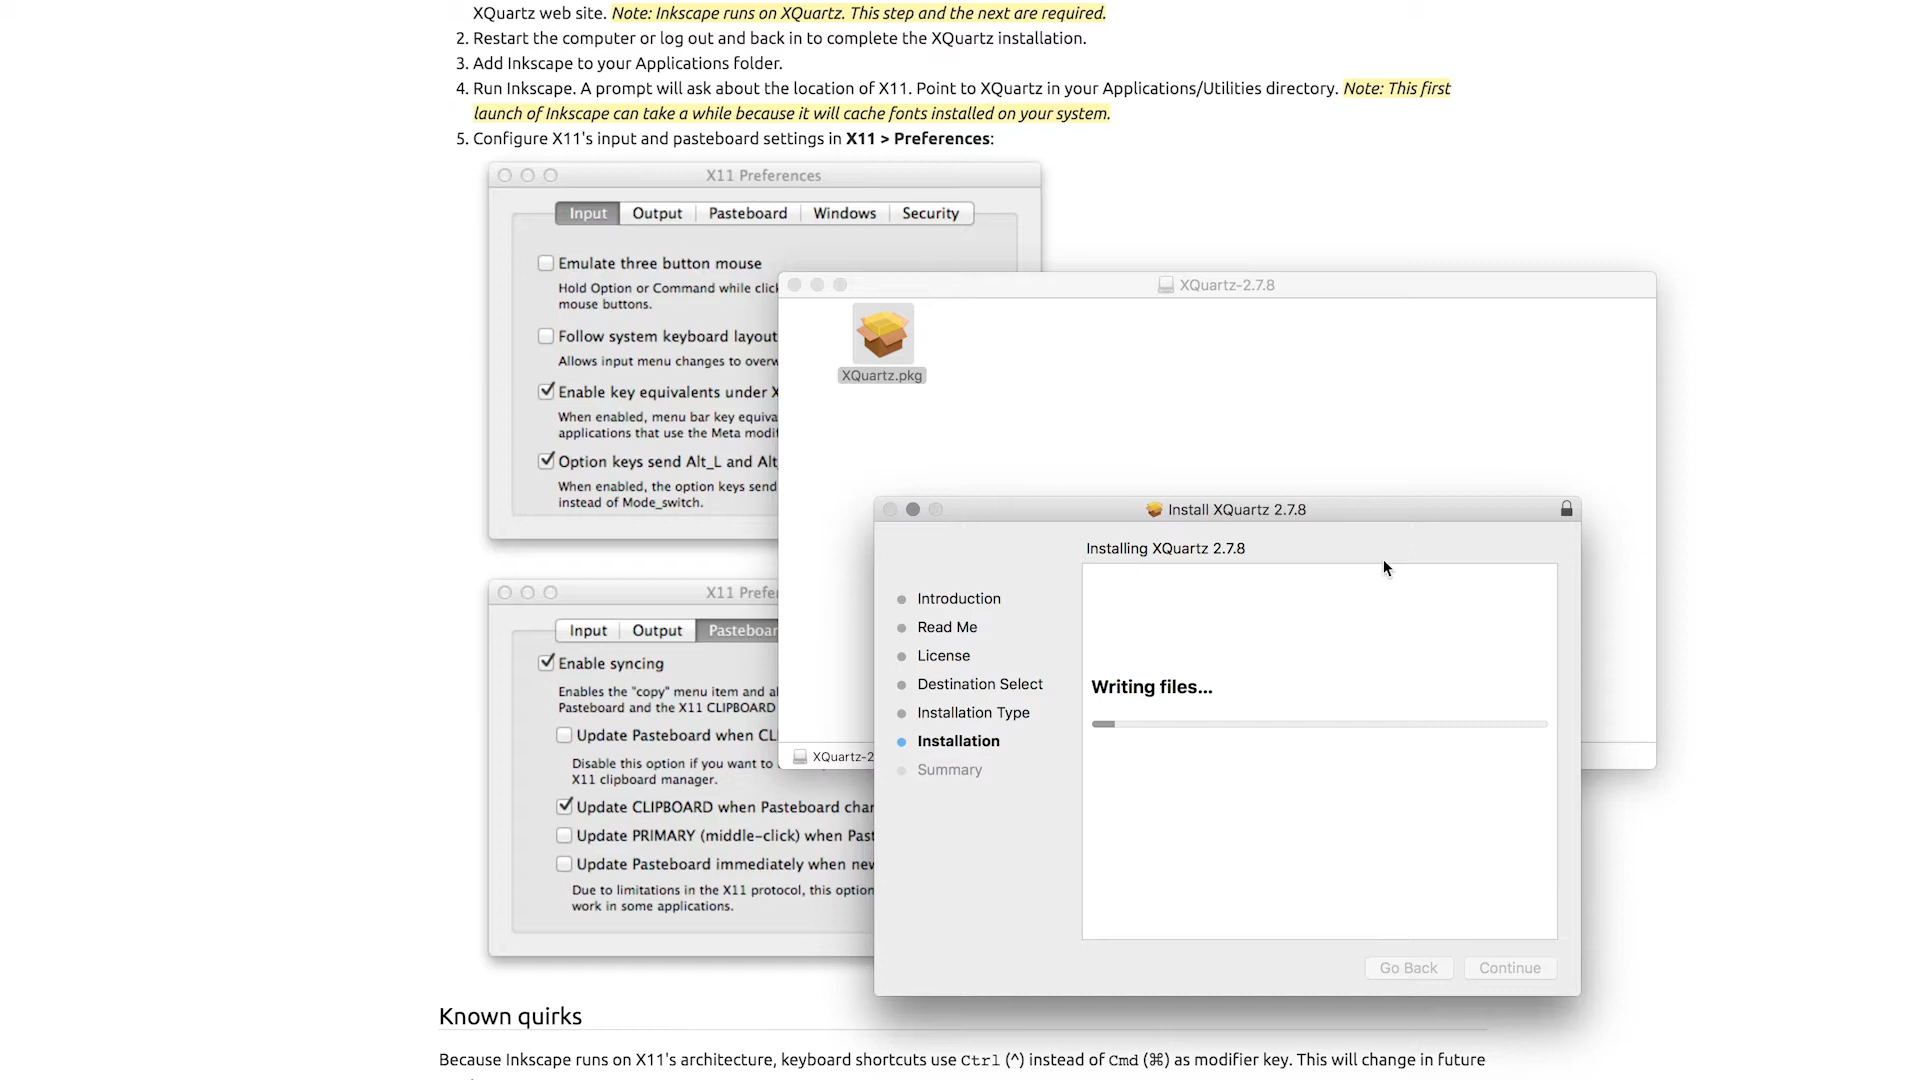 XQuartz web site. Note: Inkscape runs on XQuartz. This step and the next are required.
2. Restart the computer or log out and back in to complete the XQuartz installation.
3. Add Inkscape to your Applications folder.
4. Run Inkscape. A prompt will ask about the location of X11. Point to XQuartz in your Applications/Utilities directory. Note: This first
launch of Inkscape can take a while because it will cache fonts installed on your system.
5. Configure X11's input and pasteboard settings in X11 > Preferences:
X11 Preferences
Input Output Pasteboard Windows Security
Emulate three button mouse
Hold Option or Command while clic
mouse buttons.
Follow system keyboard layout
Allows input menu changes to overw
Enable key equivalents under X
When enabled, menu bar key equiva
applications that use the Meta modif
Option keys send Alt_L and Alt
When enabled, the option keys send
instead of Mode_switch.
XQuartz-2.7.8
XQuartz.pkg
XQuartz-2
X11 Prefe
Input Output Pasteboar
Enable syncing
Enables the "copy" menu item and al
Pasteboard and the X11 CLIPBOARD
Update Pasteboard when CL
Disable this option if you want to
X11 clipboard manager.
Update CLIPBOARD when Pasteboard chan
Update PRIMARY (middle-click) when Past
Update Pasteboard immediately when new
Due to limitations in the X11 protocol, this option
work in some applications.
Install XQuartz 2.7.8
Installing XQuartz 2.7.8
Introduction
Read Me
License
Destination Select
Installation Type
Installation
Summary
Writing files...
Go Back Continue
Known quirks
Because Inkscape runs on X11's architecture, keyboard shortcuts use Ctrl (^) instead of Cmd (⌘) as modifier key. This will change in future